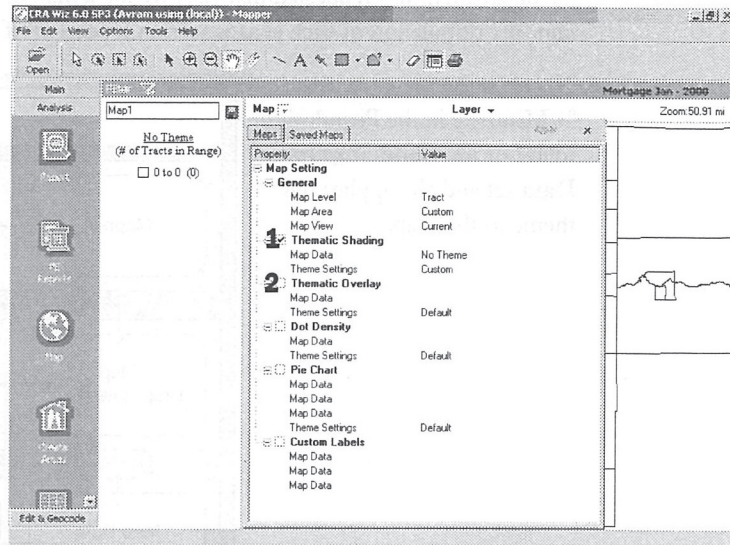 CRA Wiz 6.0 SP3 (Avram using (local)) - Mapper
File Edit View Options Tools Help
Open
Main
Mortgage Jan - 2000
Analysis
Map1
Map
Layer
Zoom:50.91 mi
Maps Saved Maps
Apply
No Theme
(# of Tracts in Range)
0 to 0 (0)
Property Value
Map Setting
General
Map Level Tract
Map Area Custom
Map View Current
1 Thematic Shading
Map Data No Theme
Theme Settings Custom
2 Thematic Overlay
Map Data
Theme Settings Default
Dot Density
Map Data
Theme Settings Default
Pie Chart
Map Data
Map Data
Map Data
Theme Settings Default
Custom Labels
Map Data
Map Data
Map Data
Reports
Map
Create
Areas
Edit & Geocode